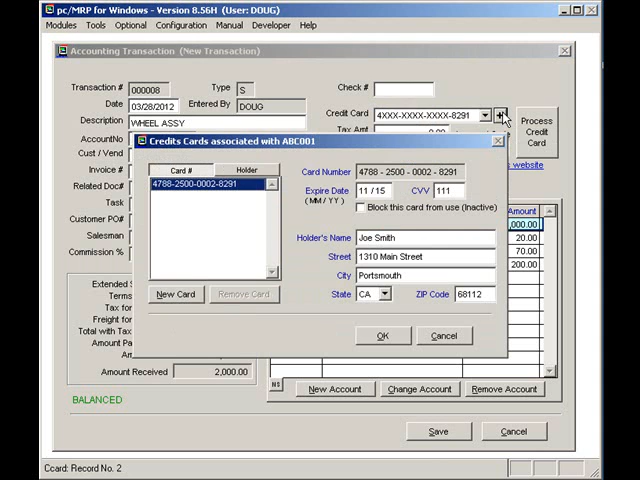 pc/MRP for Windows - Version 8.56H (User: DOUG)
Modules Tools Optional Configuration Manual Developer Help
Accounting Transaction (New Transaction)
Transaction # 000008 Type S Check #
Date 03/28/2012 Entered By DOUG Credit Card 4XXX-XXXX-XXXX-8291
Description WHEEL ASSY
Process Credit Card
AccountNo
Cust / Vend
website
Invoice #
Related Doc#
Task
Customer PO#
Salesman
Commission %
Amount
,000.00
20.00
70.00
200.00
Credits Cards associated with ABC001
Card # Holder
4788-2500-0002-8291
Card Number 4788 - 2500 - 0002 - 8291
Expire Date 11 / 15 CVV 111
( MM / YY )
Block this card from use (Inactive)
Holder's Name Joe Smith
Street 1310 Main Street
City Portsmouth
State CA ZIP Code 68112
New Card Remove Card
OK Cancel
Extended
Terms
Tax for
Freight for
Total with Tax
Amount Pa
Amount Received 2,000.00
BALANCED
NS
New Account Change Account Remove Account
Save Cancel
Ccard: Record No. 2